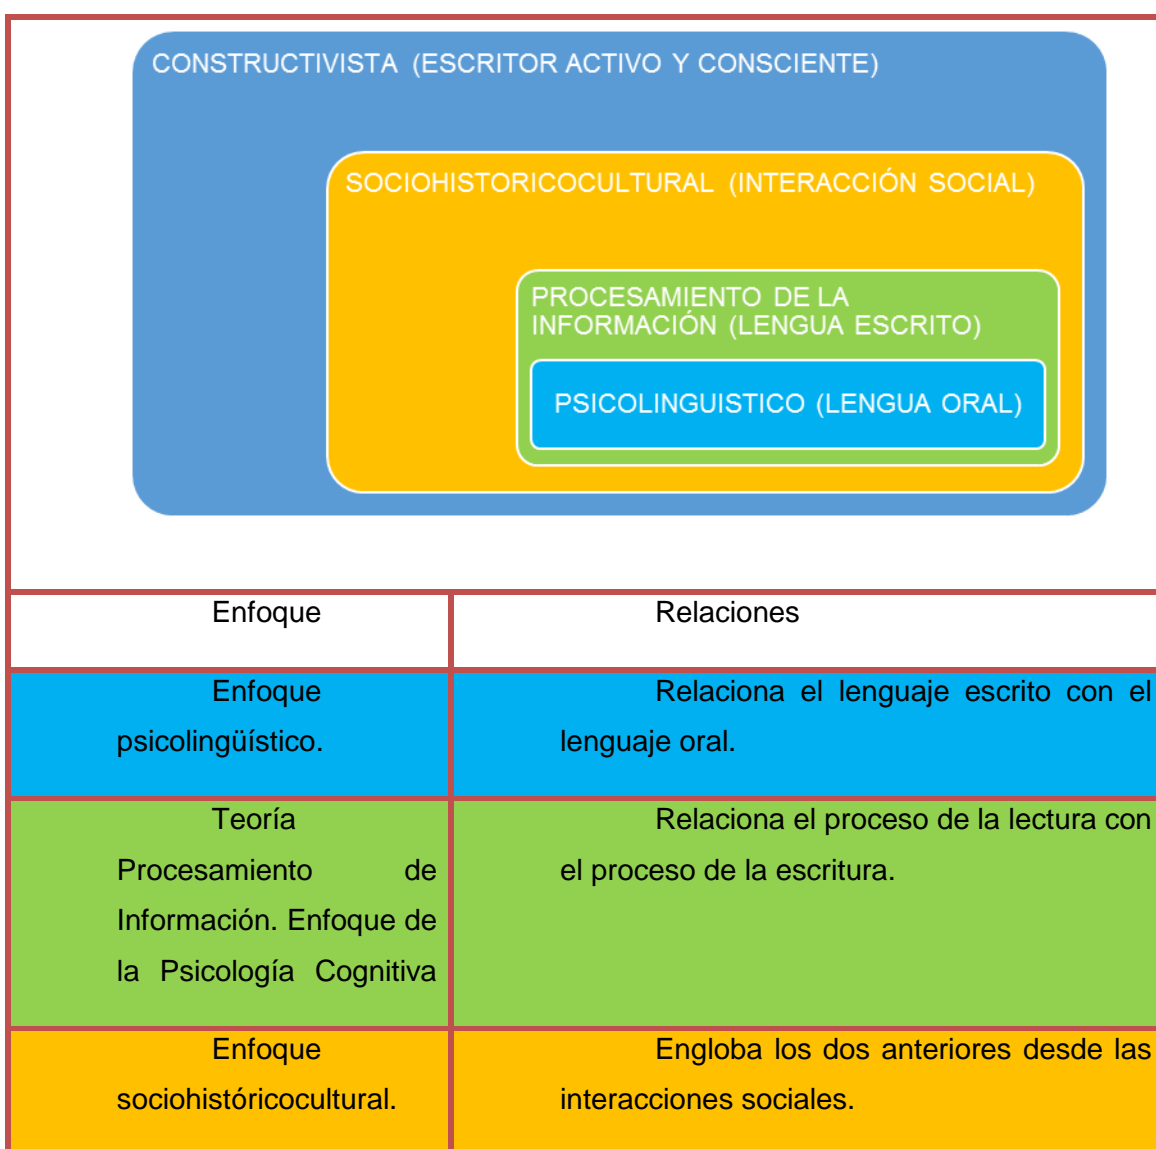 CONSTRUCTIVISTA (ESCRITOR ACTIVO Y CONSCIENTE)
SOCIOHISTORICOCULTURAL (INTERACCIÓN SOCIAL)
PROCESAMIENTO DE LA
INFORMACIÓN (LENGUA ESCRITO)
PSICOLINGUISTICO (LENGUA ORAL)
Enfoque
Relaciones
Enfoque
psicolingüístico.
Relaciona el lenguaje escrito con el
lenguaje oral.
Teoría
Procesamiento de
Información. Enfoque de
la Psicología Cognitiva
Relaciona el proceso de la lectura con
el proceso de la escritura.
Enfoque
sociohistóricocultural.
Engloba los dos anteriores desde las
interacciones sociales.